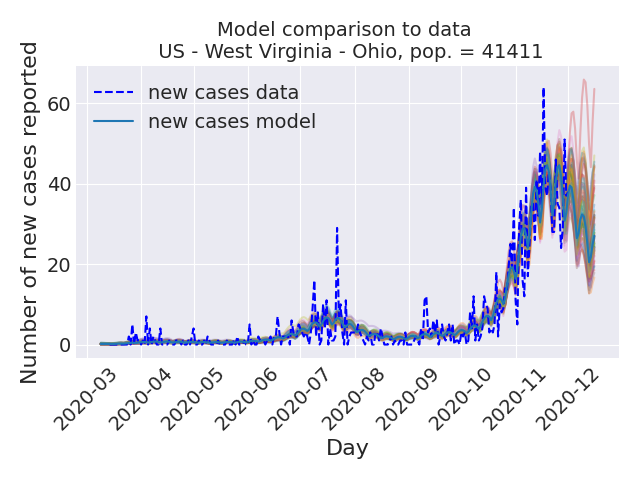 Model comparison to data
US - West Virginia - Ohio, pop. = 41411
Number of new cases reported
60
40
20
0
new cases data
new cases model
2020-03
2020-04
2020-05
2020-06
2020-07
2020-08
2020-09
2020-10
2020-11
2020-12
Day